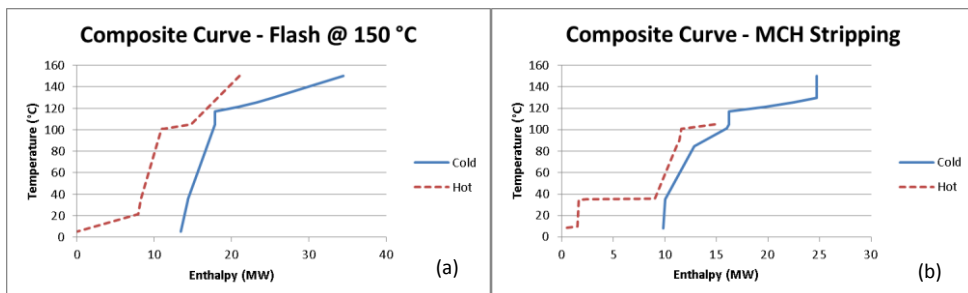 Composite Curve - Flash @ 150 °C
160
140
120
100
80
60
40
20
0
Temperature (°C)
0 10 20 30 40
Enthalpy (MW)
Cold
Hot
(a)
Composite Curve - MCH Stripping
160
140
120
100
80
60
40
20
0
Temperature (°C)
0 5 10 15 20 25 30
Enthalpy (MW)
Cold
Hot
(b)